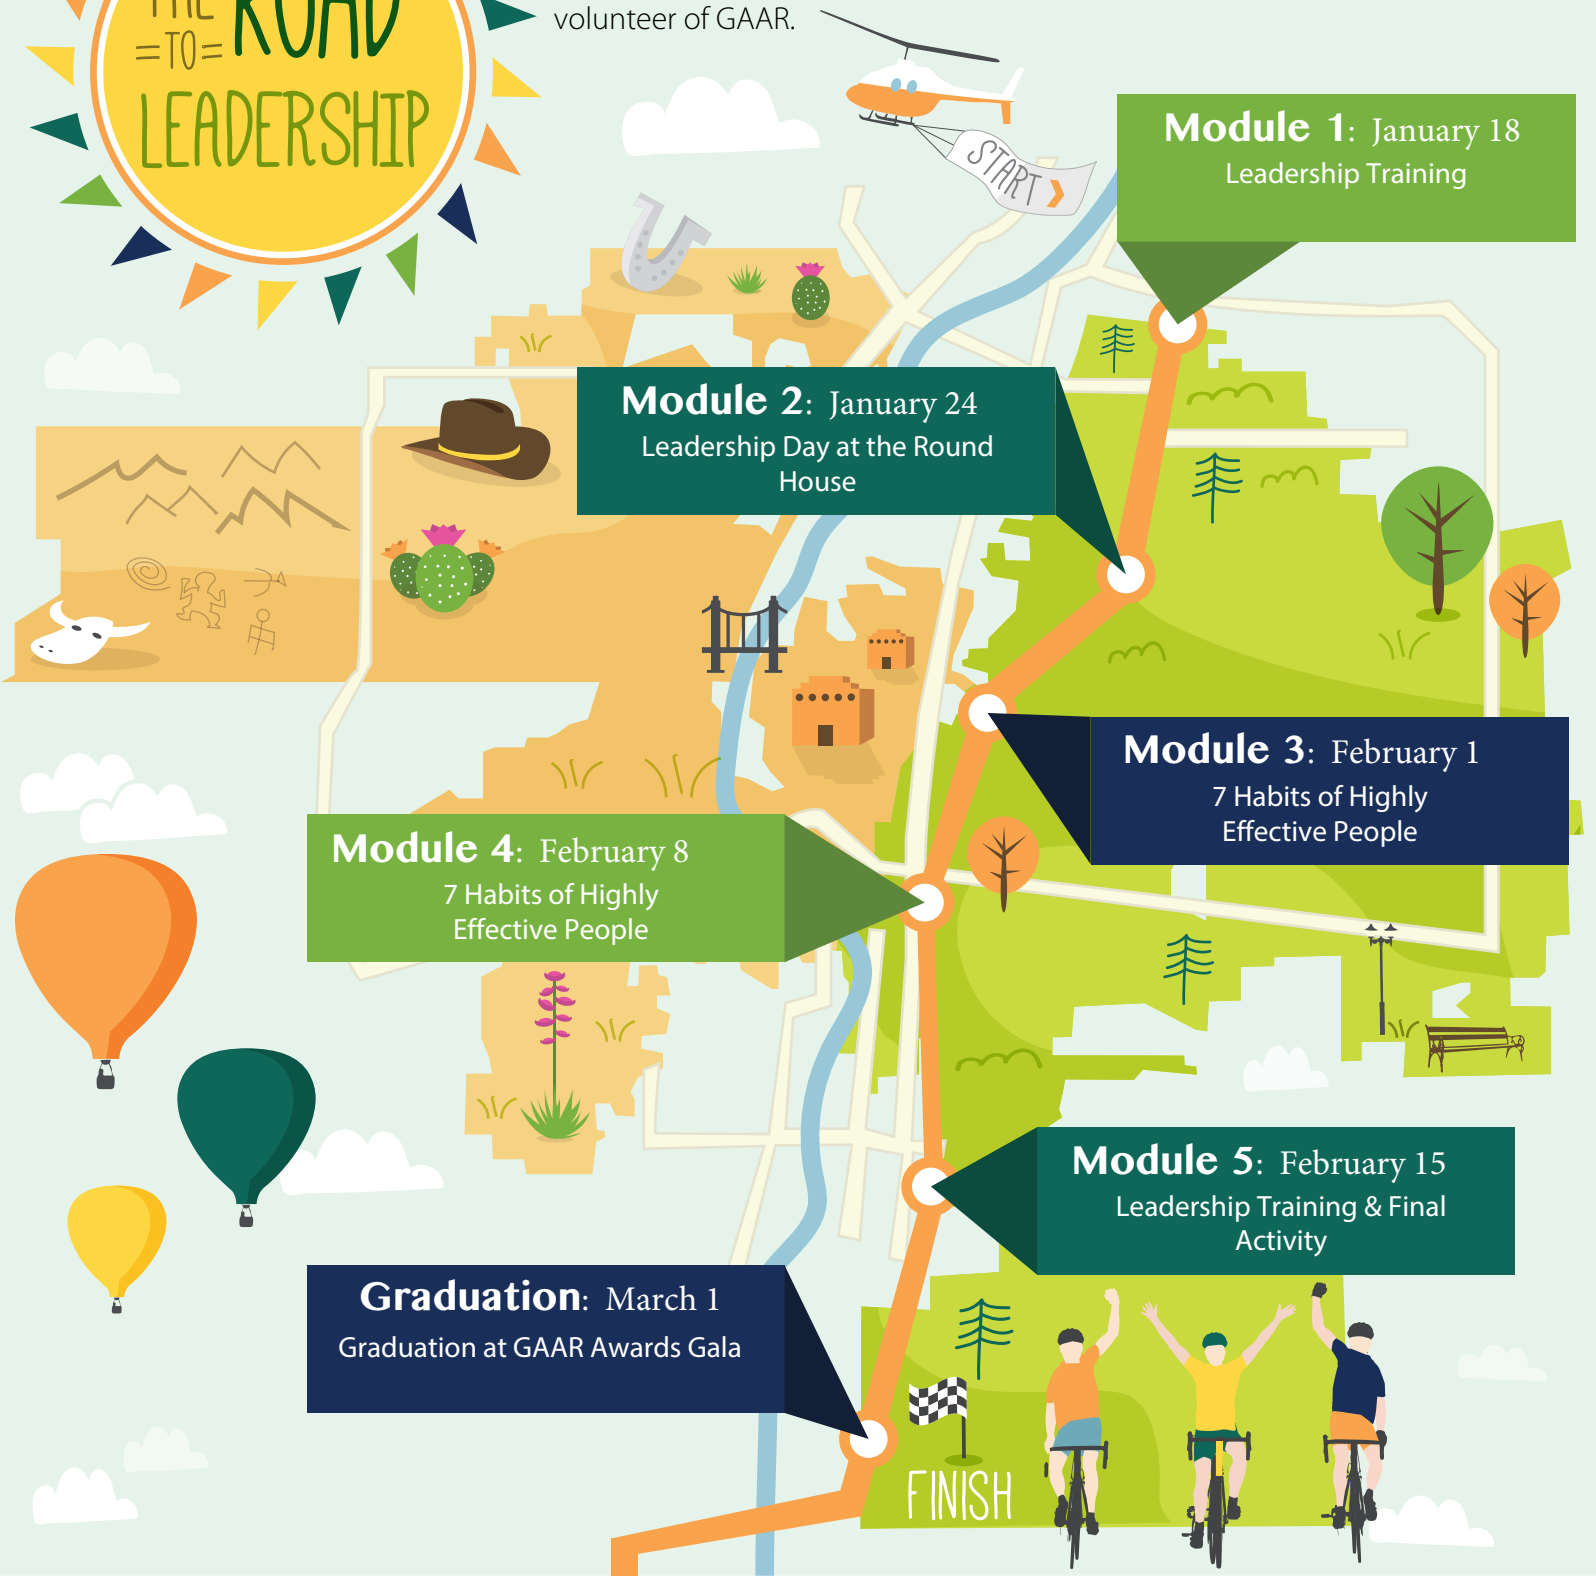 THE ROAD
=TO=
LEADERSHIP
volunteer of GAAR.
START
Module 1: January 18
Leadership Training
Module 2: January 24
Leadership Day at the Round
House
Module 3: February 1
7 Habits of Highly
Effective People
Module 4: February 8
7 Habits of Highly
Effective People
Module 5: February 15
Leadership Training & Final
Activity
Graduation: March 1
Graduation at GAAR Awards Gala
FINISH